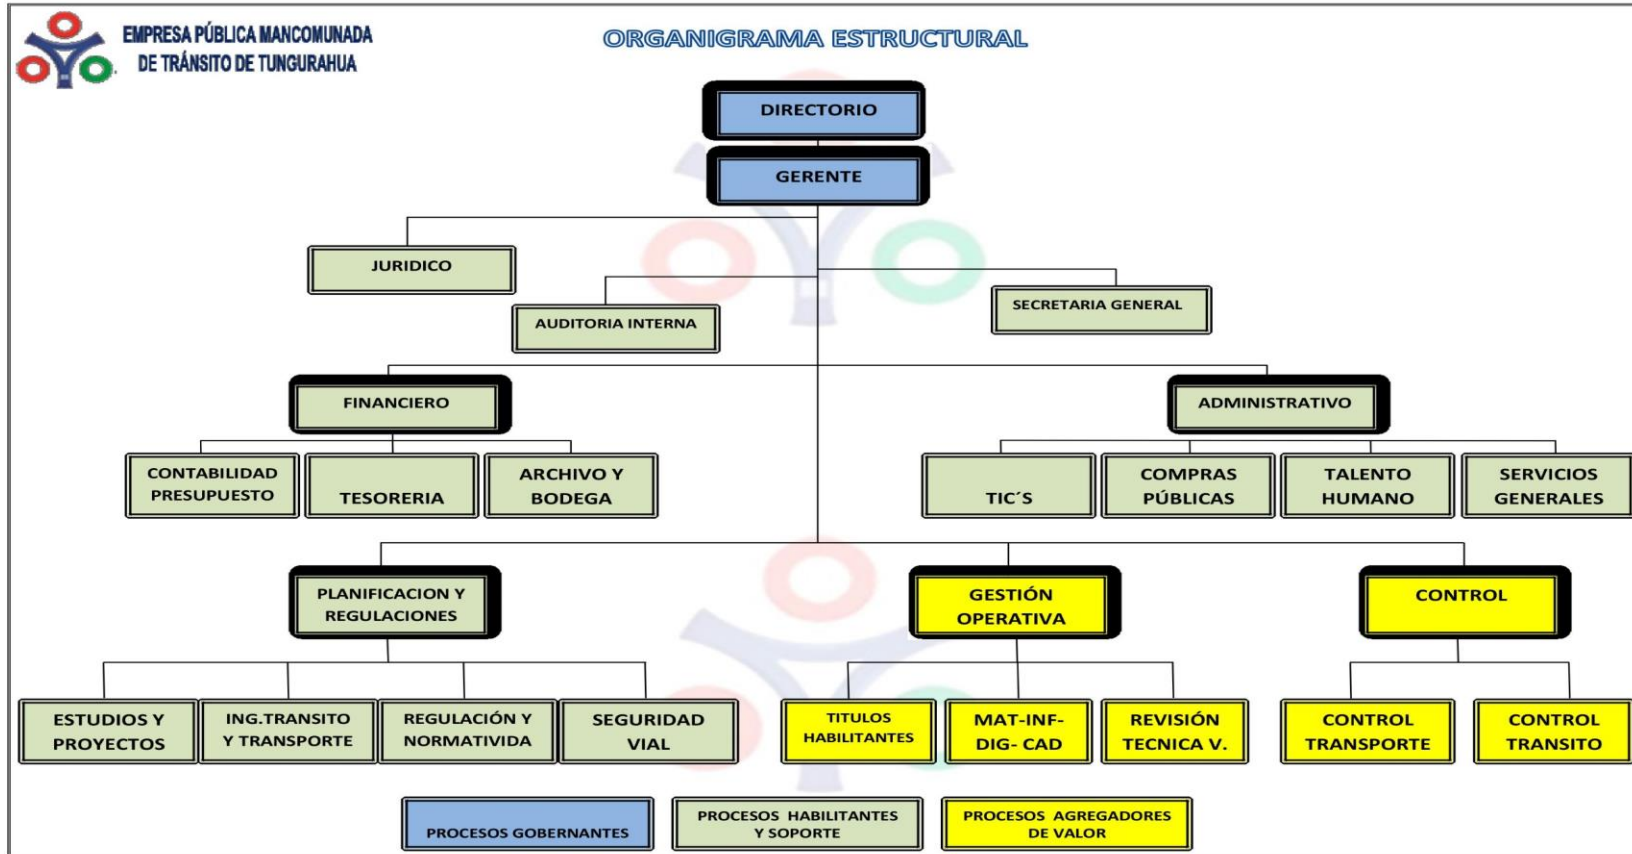 EMPRESA PÚBLICA MANCOMUNADA
DE TRÁNSITO DE TUNGURAHUA
ORGANIGRAMA ESTRUCTURAL
DIRECTORIO
GERENTE
JURIDICO
AUDITORIA INTERNA
SECRETARIA GENERAL
FINANCIERO
ADMINISTRATIVO
CONTABILIDAD
PRESUPUESTO
TESORERIA
ARCHIVO Y
BODEGA
TIC´S
COMPRAS
PÚBLICAS
TALENTO
HUMANO
SERVICIOS
GENERALES
PLANIFICACION Y
REGULACIONES
GESTIÓN
OPERATIVA
CONTROL
ESTUDIOS Y
PROYECTOS
ING.TRANSITO
Y TRANSPORTE
REGULACIÓN Y
NORMATIVIDA
SEGURIDAD
VIAL
TITULOS
HABILITANTES
MAT-INF-
DIG- CAD
REVISIÓN
TECNICA V.
CONTROL
TRANSPORTE
CONTROL
TRANSITO
PROCESOS GOBERNANTES
PROCESOS HABILITANTES
Y SOPORTE
PROCESOS AGREGADORES
DE VALOR